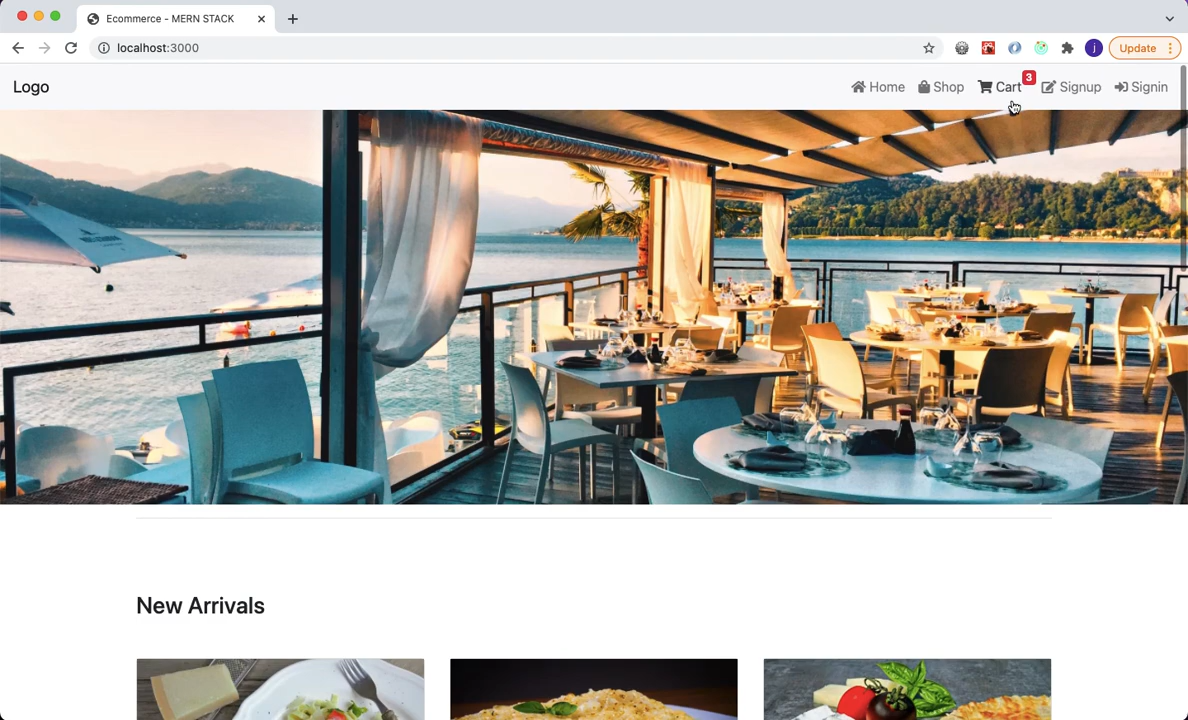 Ecommerce - MERN STACK
localhost:3000
j
Update
Logo
Home
Shop
Cart
3
Signup
Signin
New Arrivals